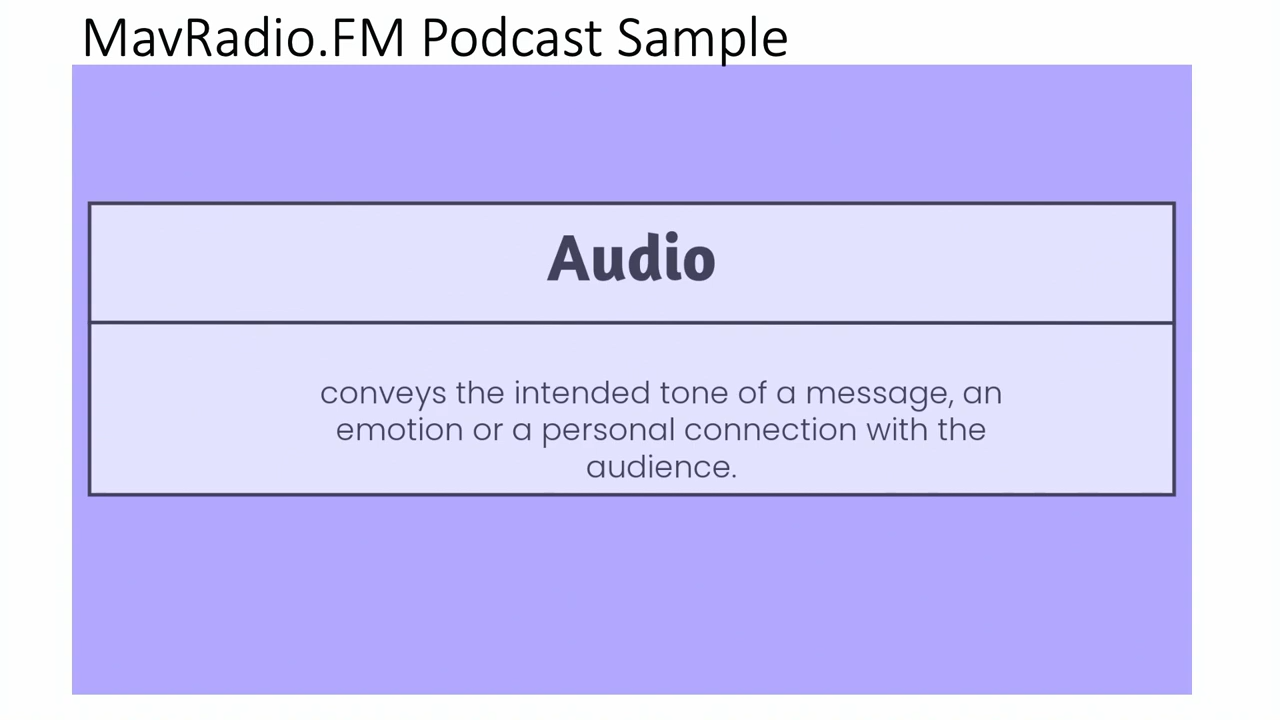 MavRadio.FM Podcast Sample
Audio
conveys the intended tone of a message, an
emotion or a personal connection with the
audience.